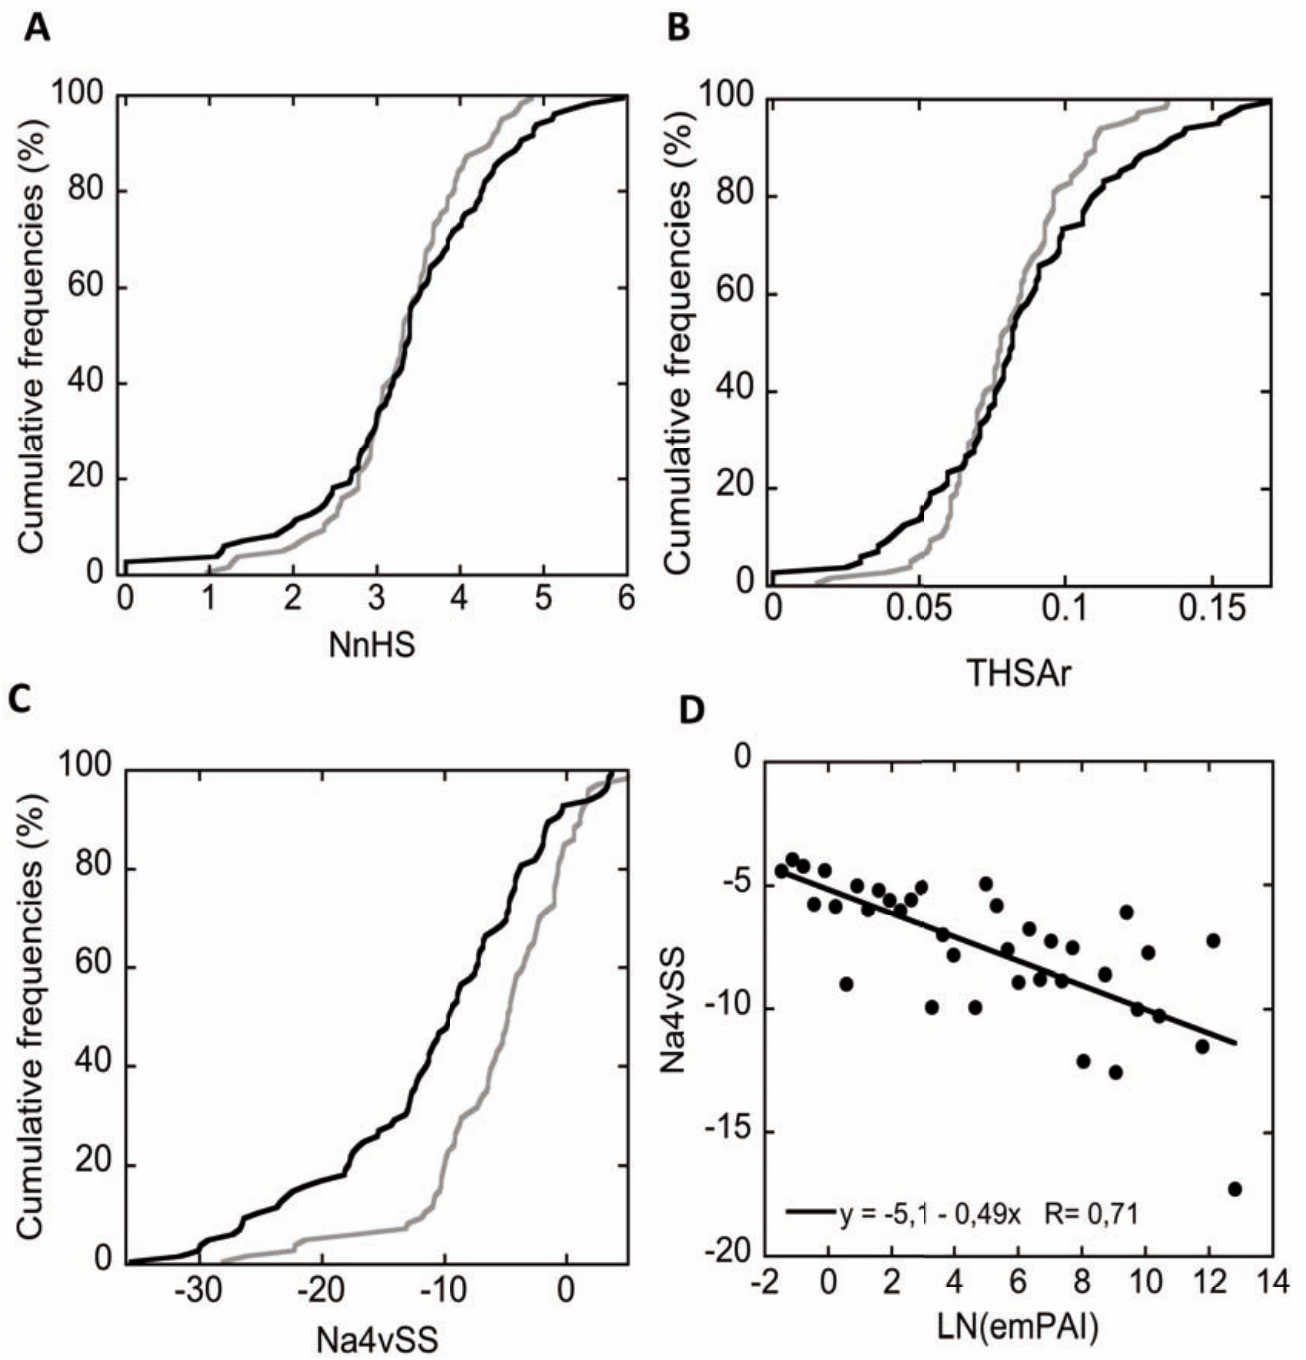 A
Cumulative frequencies (%)
100
80
60
40
20
0
0 1 2 3 4 5 6
NnHS
B
Cumulative frequencies (%)
100
80
60
40
20
0
0 0.05 0.1 0.15
THSAr
C
Cumulative frequencies (%)
100
80
60
40
20
0
-30 -20 -10 0
Na4vSS
D
Na4vSS
0
-5
-10
-15
-20
y = -5,1 - 0,49x R= 0,71
-2 0 2 4 6 8 10 12 14
LN(emPAI)